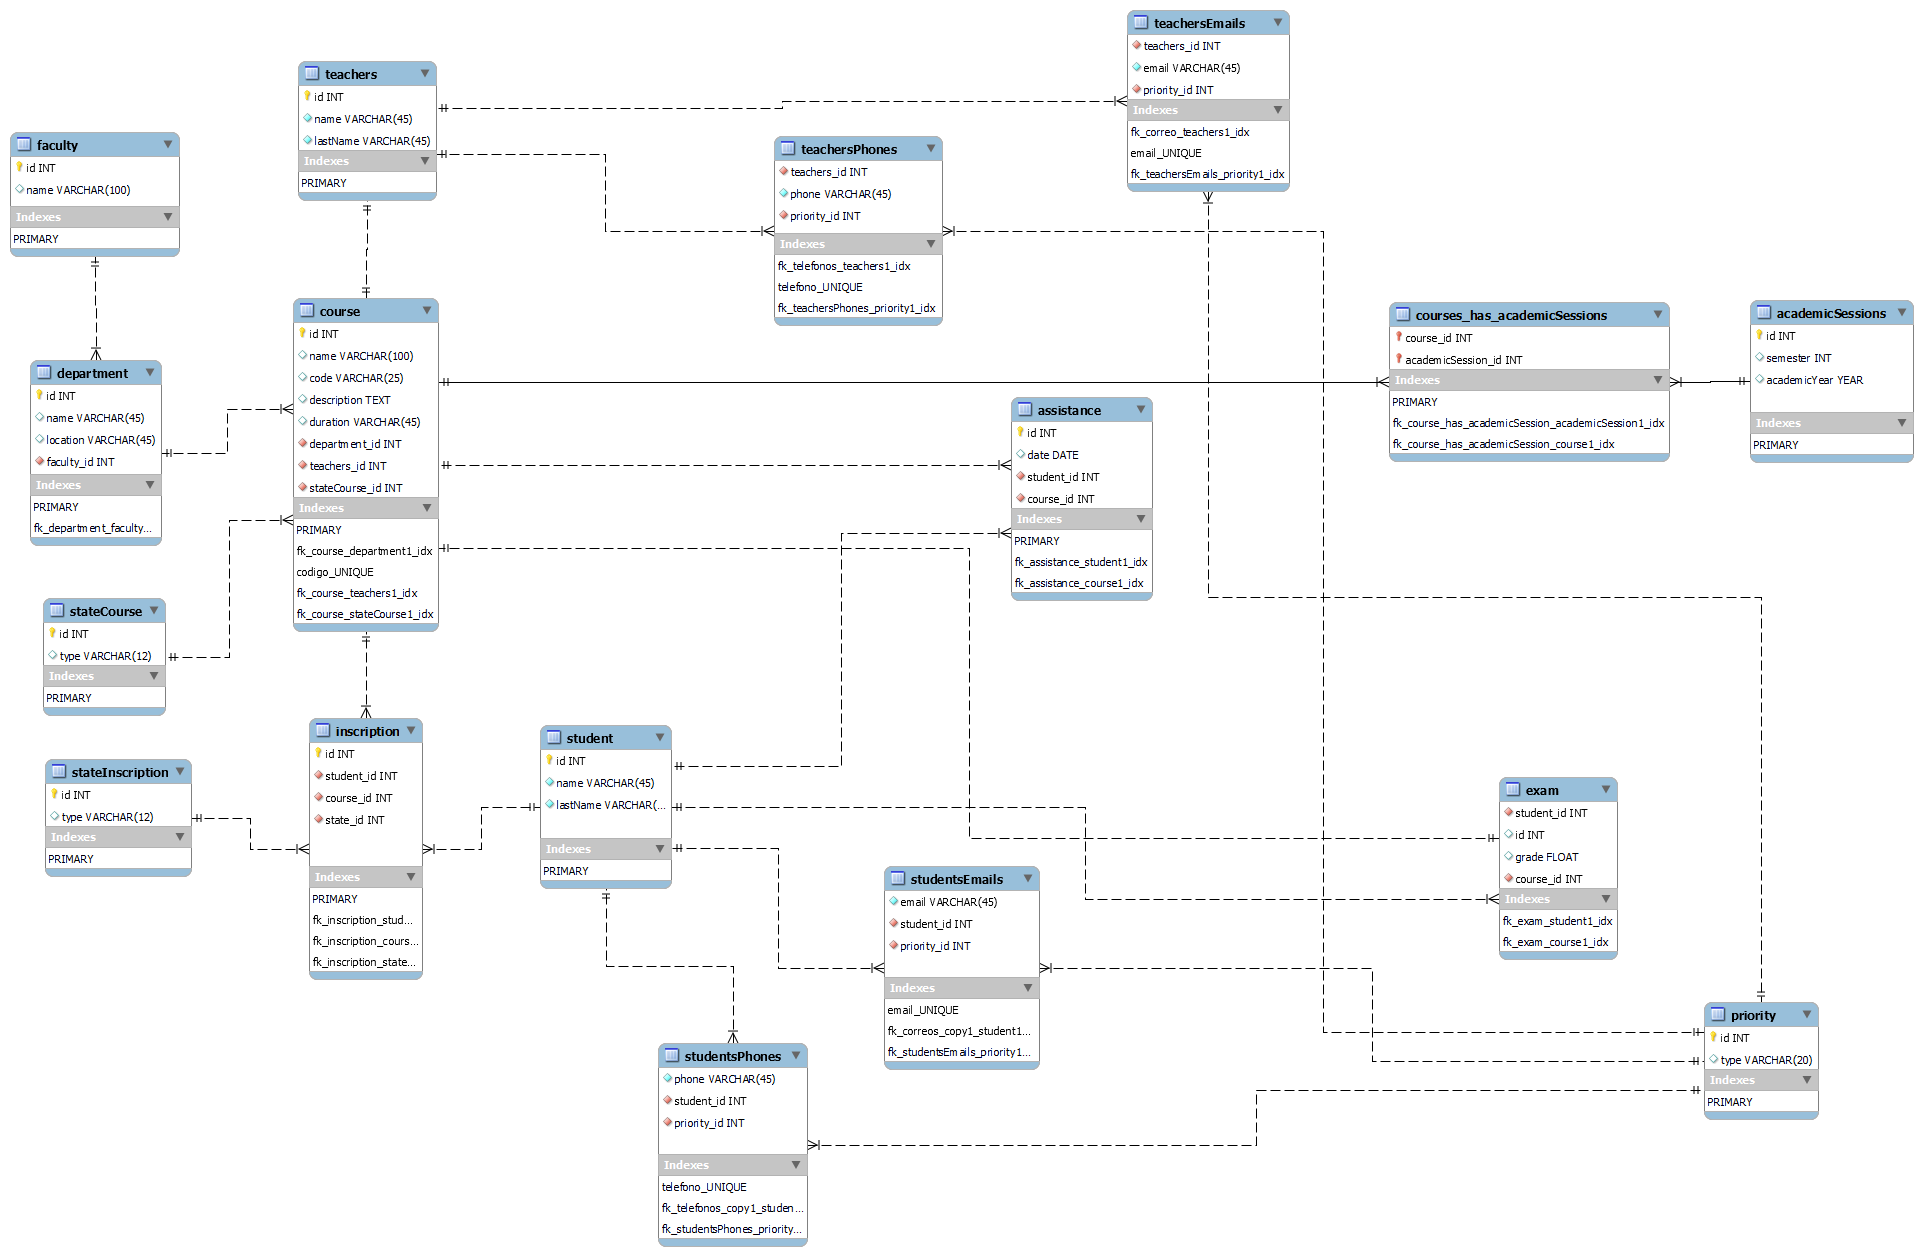 teachersEmails
teachers_id INT
email VARCHAR(45)
priority_id INT
Indexes
fk_correo_teachers1_idx
email_UNIQUE
fk_teachersEmails_priority1_idx
teachers
id INT
name VARCHAR(45)
lastName VARCHAR(45)
Indexes
PRIMARY
faculty
id INT
name VARCHAR(100)
Indexes
PRIMARY
teachersPhones
teachers_id INT
phone VARCHAR(45)
priority_id INT
Indexes
fk_telefonos_teachers1_idx
telefono_UNIQUE
fk_teachersPhones_priority1_idx
course
id INT
name VARCHAR(100)
code VARCHAR(25)
description TEXT
duration VARCHAR(45)
department_id INT
teachers_id INT
stateCourse_id INT
Indexes
PRIMARY
fk_course_department1_idx
codigo_UNIQUE
fk_course_teachers1_idx
fk_course_stateCourse1_idx
courses_has_academicSessions
course_id INT
academicSession_id INT
Indexes
PRIMARY
fk_course_has_academicSession_academicSession1_idx
fk_course_has_academicSession_course1_idx
academicSessions
id INT
semester INT
academicYear YEAR
Indexes
PRIMARY
department
id INT
name VARCHAR(45)
location VARCHAR(45)
faculty_id INT
Indexes
PRIMARY
fk_department_faculty...
assistance
id INT
date DATE
student_id INT
course_id INT
Indexes
PRIMARY
fk_assistance_student1_idx
fk_assistance_course1_idx
stateCourse
id INT
type VARCHAR(12)
Indexes
PRIMARY
inscription
id INT
student_id INT
course_id INT
state_id INT
Indexes
PRIMARY
fk_inscription_stud...
fk_inscription_cours...
fk_inscription_state...
student
id INT
name VARCHAR(45)
lastName VARCHAR(...
Indexes
PRIMARY
stateInscription
id INT
type VARCHAR(12)
Indexes
PRIMARY
exam
student_id INT
id INT
grade FLOAT
course_id INT
Indexes
fk_exam_student1_idx
fk_exam_course1_idx
studentsEmails
email VARCHAR(45)
student_id INT
priority_id INT
Indexes
email_UNIQUE
fk_correos_copy1_student1...
fk_studentsEmails_priority1...
priority
id INT
type VARCHAR(20)
Indexes
PRIMARY
studentsPhones
phone VARCHAR(45)
student_id INT
priority_id INT
Indexes
telefono_UNIQUE
fk_telefonos_copy1_studen...
fk_studentsPhones_priority...